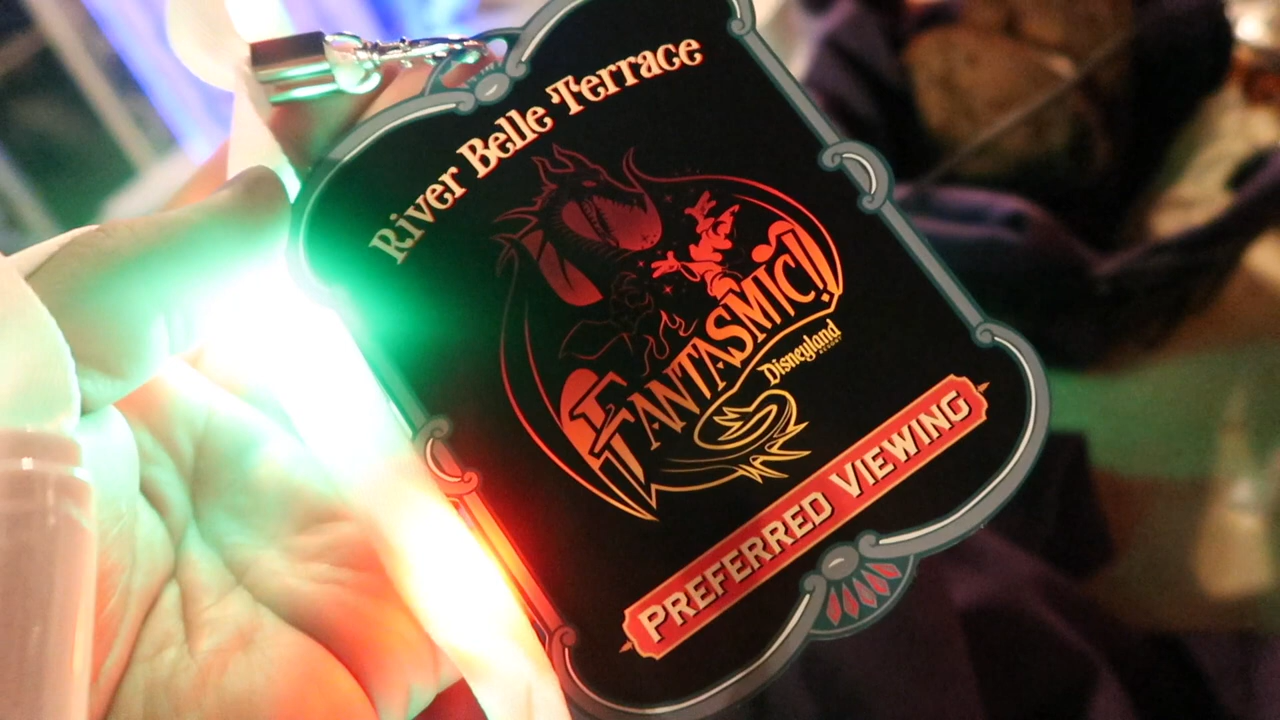 River Belle Terrace
FANTASMIC!
Disneyland
RESORT
PREFERRED VIEWING